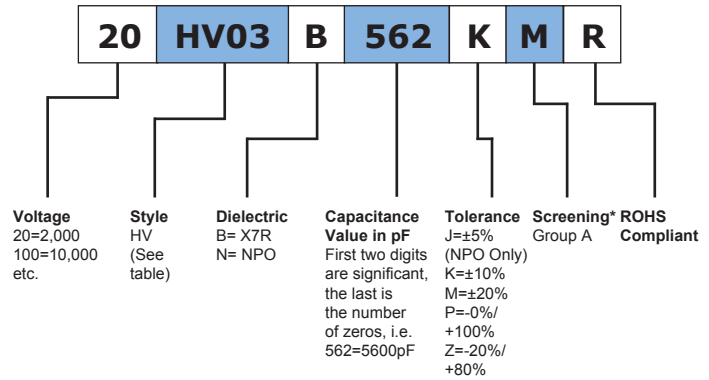 20 HV03 B 562 K M R
Voltage
20=2,000
100=10,000
etc.
Style
HV
(See
table)
Dielectric
B= X7R
N= NPO
Capacitance
Value in pF
First two digits
are significant,
the last is
the number
of zeros, i.e.
562=5600pF
Tolerance
J=±5%
(NPO Only)
K=±10%
M=±20%
P=-0%/
+100%
Z=-20%/
+80%
Screening*
Group A
ROHS
Compliant